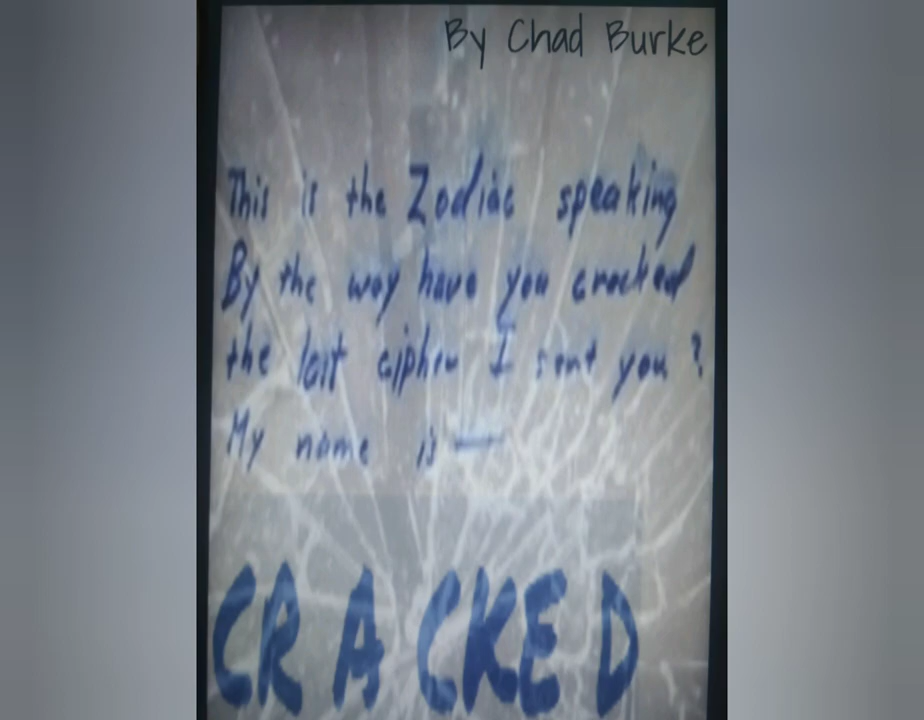 By Chad Burke
This is the Zodiac speaking
By the way have you cracked
the last cipher I sent you?
My name is —
CRACKED